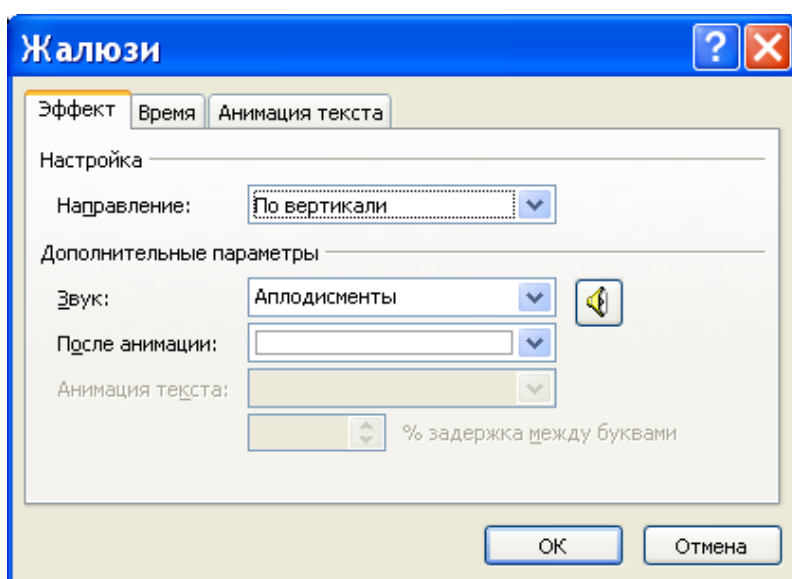 Жалюзи
Эффект Время Анимация текста
Настройка
Направление: По вертикали
Дополнительные параметры
Звук: Аплодисменты
После анимации:
Анимация текста:
% задержка между буквами
ОК Отмена